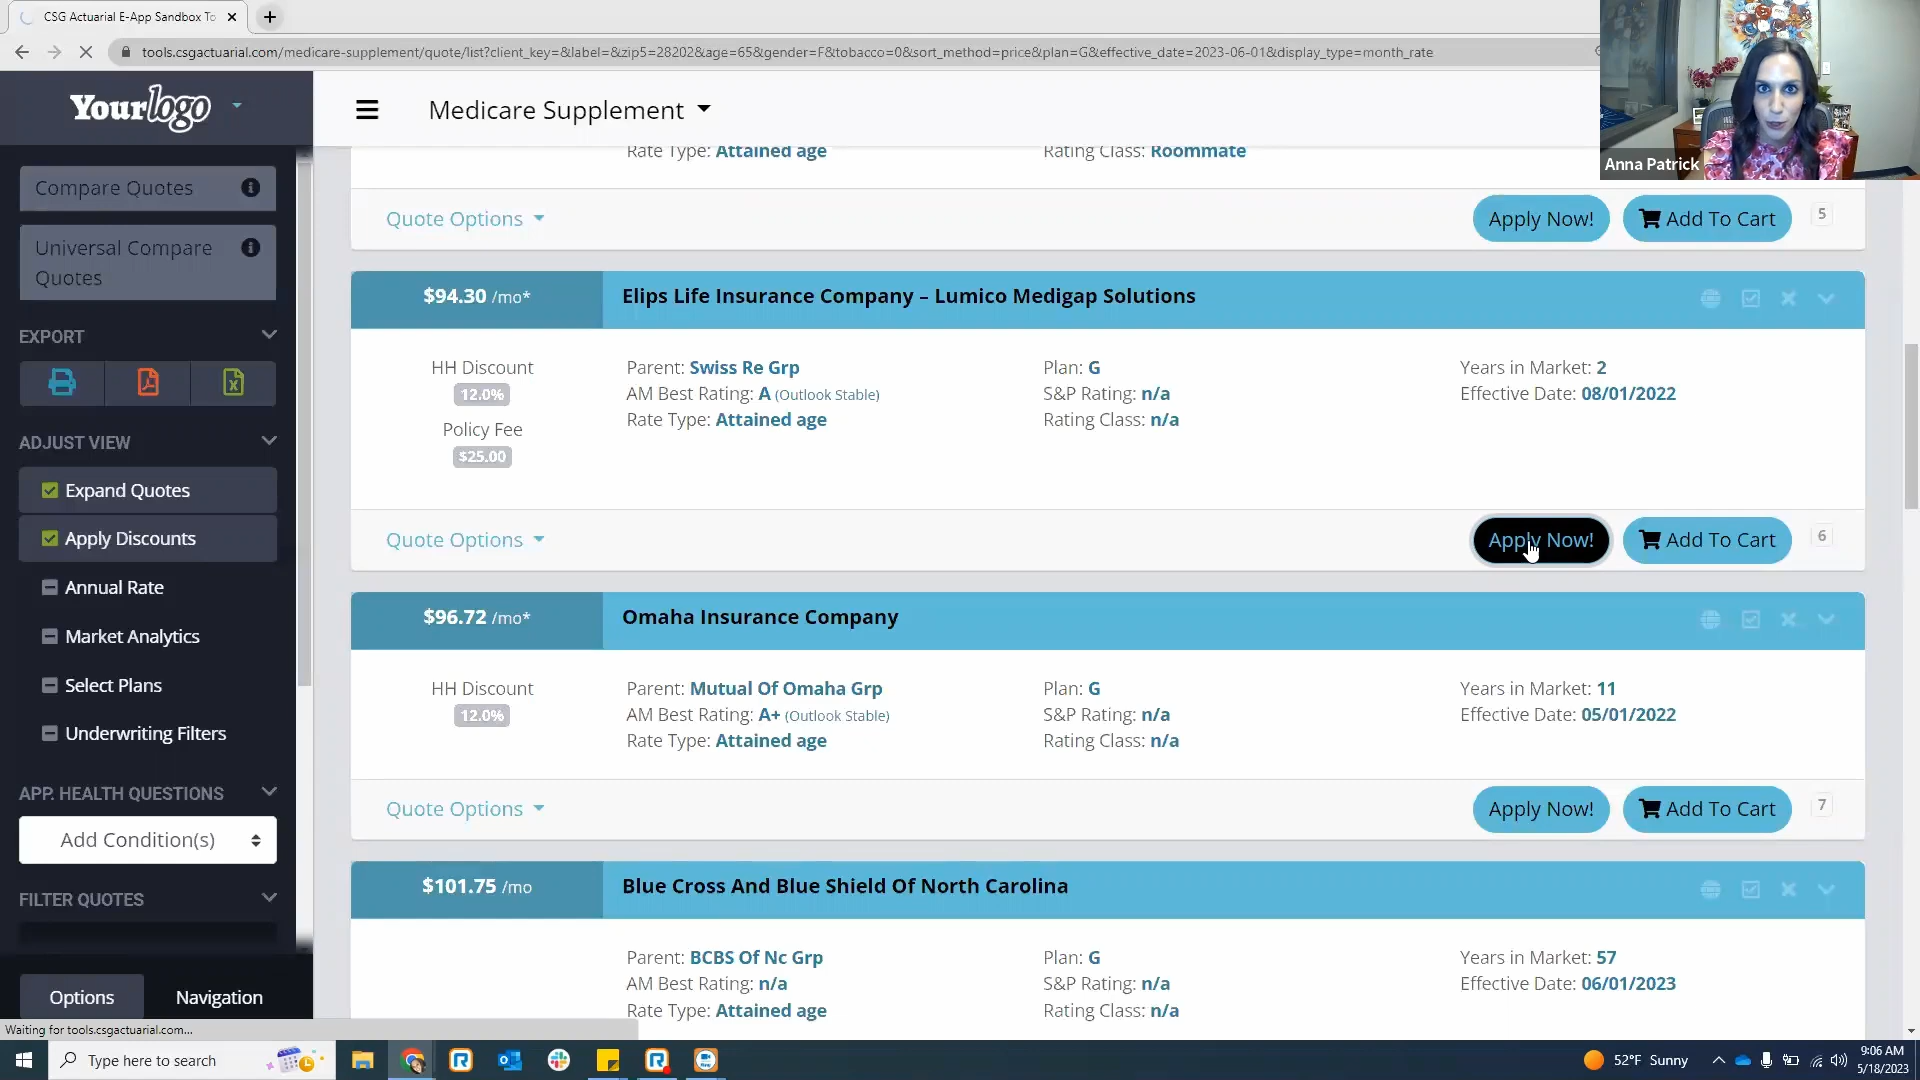 CSG Actuarial E-App Sandbox To
tools.csgactuarial.com/medicare-supplement/quote/list?client_key=&label=&zip5=28202&age=65&gender=F&tobacco=0&sort_method=price&plan=G&effective_date=2023-06-01&display_type=month_rate
Yourlogo
Medicare Supplement
Anna Patrick
Compare Quotes
Universal Compare
Quotes
EXPORT
ADJUST VIEW
Expand Quotes
Apply Discounts
Annual Rate
Market Analytics
Select Plans
Underwriting Filters
APP. HEALTH QUESTIONS
Add Condition(s)
FILTER QUOTES
Options Navigation
Rate Type: Attained age Rating Class: Roommate
Quote Options Apply Now! Add To Cart 5
$94.30 /mo* Elips Life Insurance Company – Lumico Medigap Solutions
HH Discount
12.0%
Policy Fee
$25.00
Parent: Swiss Re Grp Plan: G Years in Market: 2
AM Best Rating: A (Outlook Stable) S&P Rating: n/a Effective Date: 08/01/2022
Rate Type: Attained age Rating Class: n/a
Quote Options Apply Now! Add To Cart 6
$96.72 /mo* Omaha Insurance Company
HH Discount
12.0%
Parent: Mutual Of Omaha Grp Plan: G Years in Market: 11
AM Best Rating: A+ (Outlook Stable) S&P Rating: n/a Effective Date: 05/01/2022
Rate Type: Attained age Rating Class: n/a
Quote Options Apply Now! Add To Cart 7
$101.75 /mo Blue Cross And Blue Shield Of North Carolina
Parent: BCBS Of Nc Grp Plan: G Years in Market: 57
AM Best Rating: n/a S&P Rating: n/a Effective Date: 06/01/2023
Rate Type: Attained age Rating Class: n/a
Waiting for tools.csgactuarial.com...
Type here to search
52°F Sunny
9:06 AM
5/18/2023